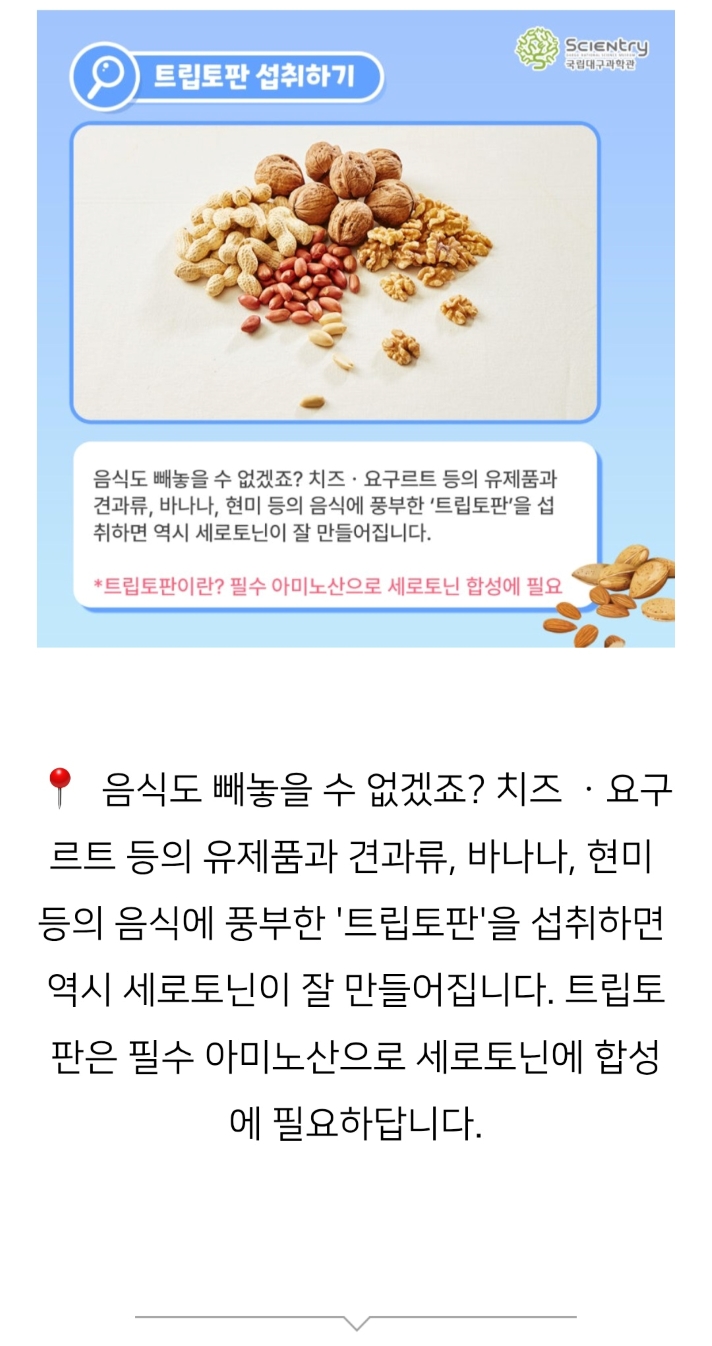 Scientry
국립대구과학관
트립토판 섭취하기
음식도 빼놓을 수 없겠죠? 치즈 · 요구르트 등의 유제품과
견과류, 바나나, 현미 등의 음식에 풍부한 ‘트립토판’을 섭
취하면 역시 세로토닌이 잘 만들어집니다.
*트립토판이란? 필수 아미노산으로 세로토닌 합성에 필요
📍 음식도 빼놓을 수 없겠죠? 치즈 · 요구
르트 등의 유제품과 견과류, 바나나, 현미
등의 음식에 풍부한 '트립토판'을 섭취하면
역시 세로토닌이 잘 만들어집니다. 트립토
판은 필수 아미노산으로 세로토닌에 합성
에 필요하답니다.